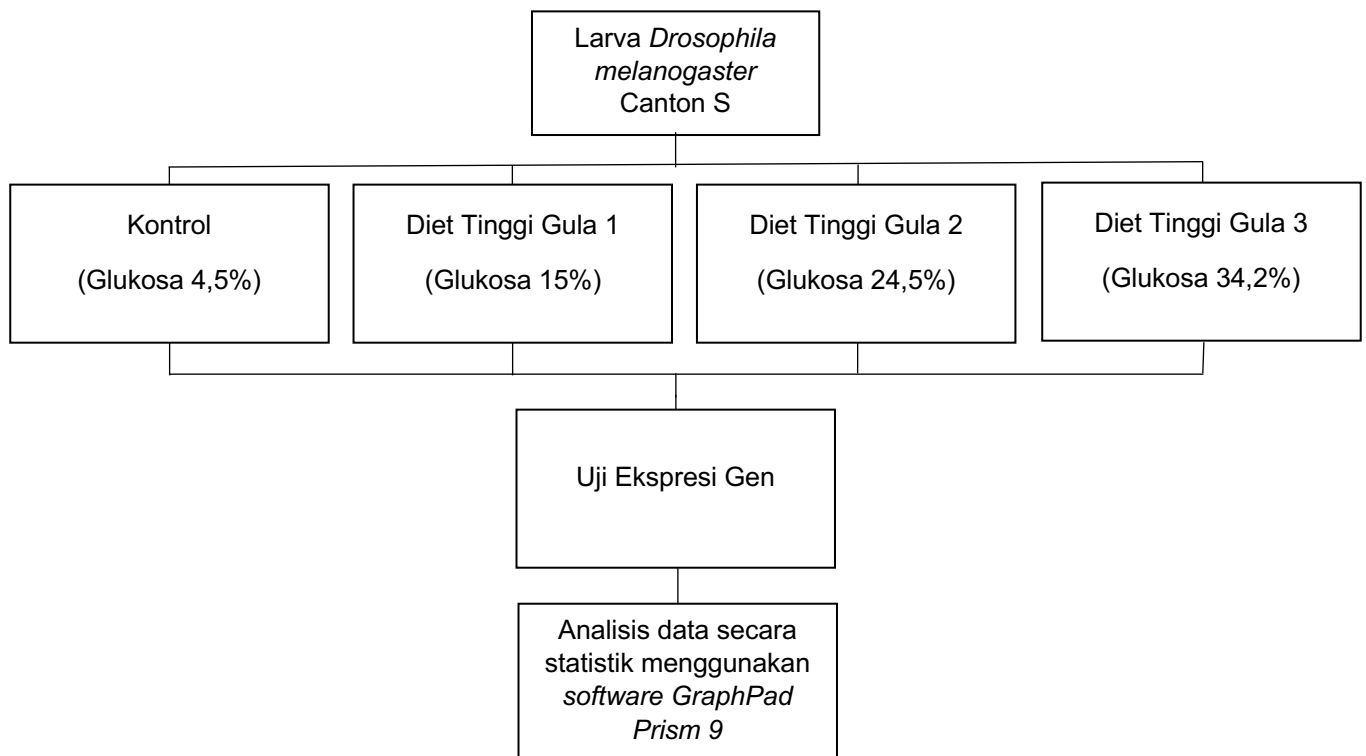 Larva Drosophila
melanogaster
Canton S
Kontrol
(Glukosa 4,5%)
Diet Tinggi Gula 1
(Glukosa 15%)
Diet Tinggi Gula 2
(Glukosa 24,5%)
Diet Tinggi Gula 3
(Glukosa 34,2%)
Uji Ekspresi Gen
Analisis data secara
statistik menggunakan
software GraphPad
Prism 9